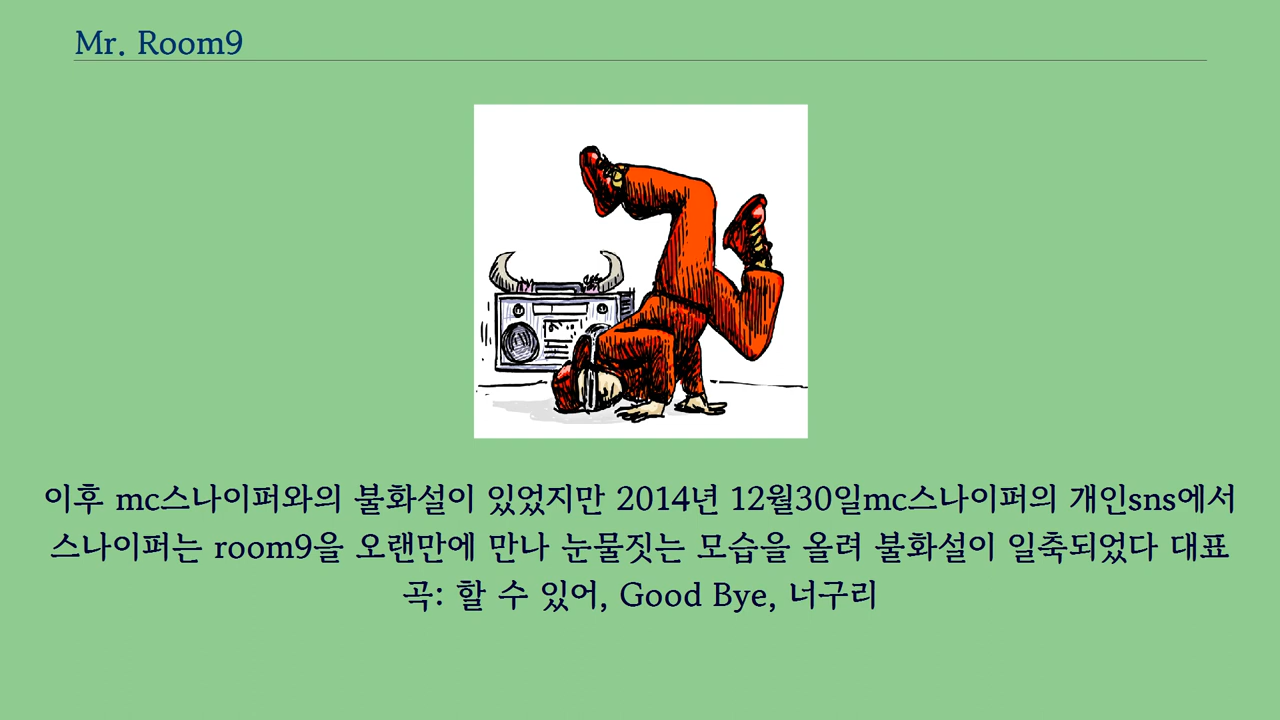 Mr. Room9
이후 mc스나이퍼와의 불화설이 있었지만 2014년 12월30일mc스나이퍼의 개인sns에서
스나이퍼는 room9을 오랜만에 만나 눈물짓는 모습을 올려 불화설이 일축되었다 대표
곡: 할 수 있어, Good Bye, 너구리